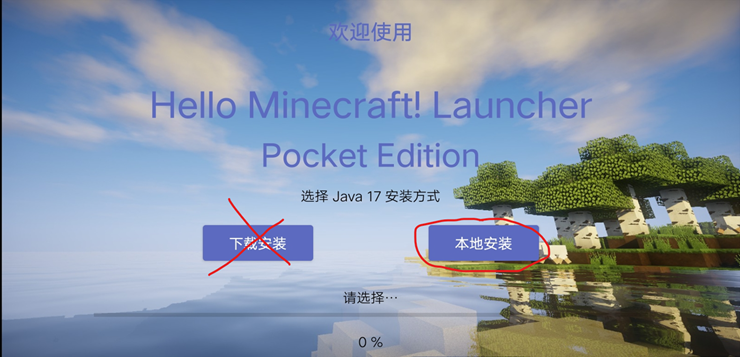 欢迎使用
Hello Minecraft! Launcher
Pocket Edition
选择 Java 17 安装方式
下载安装 本地安装
请选择…
0 %